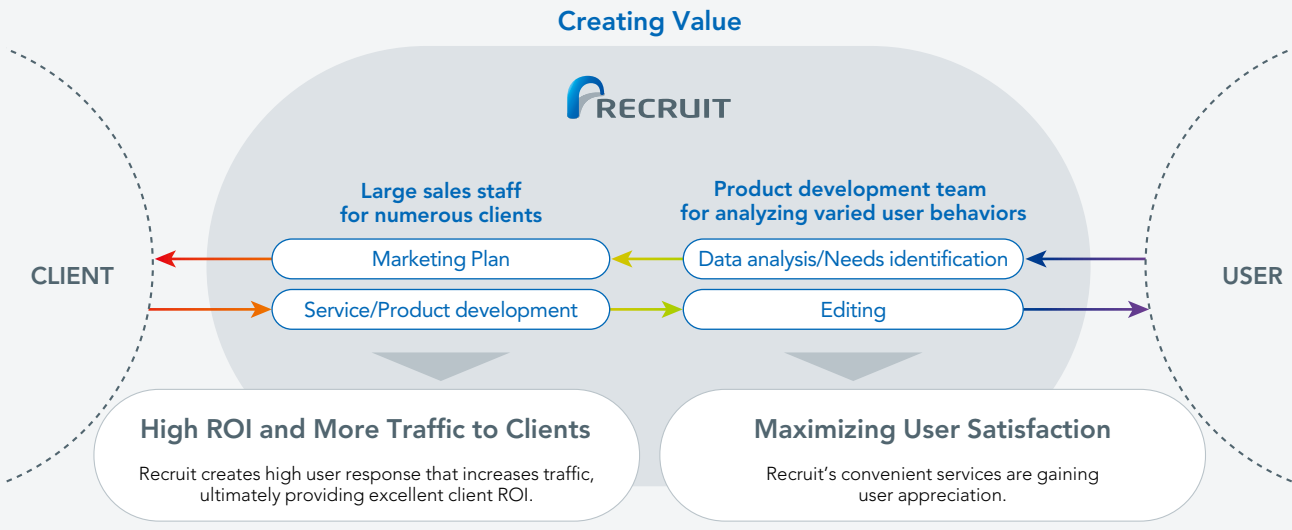 Creating Value
RECRUIT
Large sales staff
for numerous clients
Product development team
for analyzing varied user behaviors
CLIENT
Marketing Plan
Data analysis/Needs identification
Service/Product development
Editing
USER
High ROI and More Traffic to Clients
Recruit creates high user response that increases traffic,
ultimately providing excellent client ROI.
Maximizing User Satisfaction
Recruit’s convenient services are gaining
user appreciation.